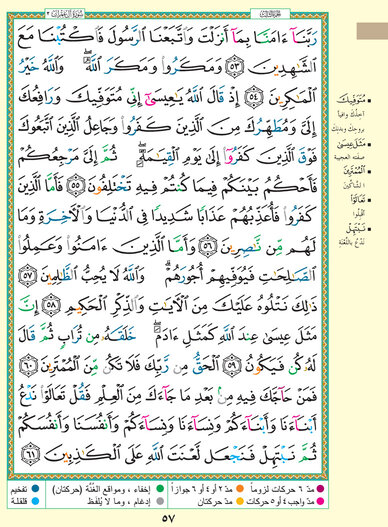 سورة آل عمران ٣
الجزء الثالث
رَبَّنَآ ءَامَنَّا بِمَآ أَنزَلْتَ وَٱتَّبَعْنَا ٱلرَّسُولَ فَٱكْتُبْنَا مَعَ
ٱلشَّٰهِدِينَ ٥٣ وَمَكَرُوا۟ وَمَكَرَ ٱللَّهُ ۖ وَٱللَّهُ خَيْرُ
ٱلْمَٰكِرِينَ ٥٤ إِذْ قَالَ ٱللَّهُ يَٰعِيسَىٰٓ إِنِّى مُتَوَفِّيكَ وَرَافِعُكَ
إِلَىَّ وَمُطَهِّرُكَ مِنَ ٱلَّذِينَ كَفَرُوا۟ وَجَاعِلُ ٱلَّذِينَ ٱتَّبَعُوكَ
فَوْقَ ٱلَّذِينَ كَفَرُوٓا۟ إِلَىٰ يَوْمِ ٱلْقِيَٰمَةِ ۖ ثُمَّ إِلَىَّ مَرْجِعُكُمْ
فَأَحْكُمُ بَيْنَكُمْ فِيمَا كُنتُمْ فِيهِ تَخْتَلِفُونَ ٥٥ فَأَمَّا ٱلَّذِينَ
كَفَرُوا۟ فَأُعَذِّبُهُمْ عَذَابًا شَدِيدًا فِى ٱلدُّنْيَا وَٱلْءَاخِرَةِ وَمَا
لَهُم مِّن نَّٰصِرِينَ ٥٦ وَأَمَّا ٱلَّذِينَ ءَامَنُوا۟ وَعَمِلُوا۟
ٱلصَّٰلِحَٰتِ فَيُوَفِّيهِمْ أُجُورَهُمْ ۗ وَٱللَّهُ لَا يُحِبُّ ٱلظَّٰلِمِينَ ٥٧
ذَٰلِكَ نَتْلُوهُ عَلَيْكَ مِنَ ٱلْءَايَٰتِ وَٱلذِّكْرِ ٱلْحَكِيمِ ٥٨ إِنَّ
مَثَلَ عِيسَىٰ عِندَ ٱللَّهِ كَمَثَلِ ءَادَمَ ۖ خَلَقَهُۥ مِن تُرَابٍ ثُمَّ قَالَ
لَهُۥ كُن فَيَكُونُ ٥٩ ٱلْحَقُّ مِن رَّبِّكَ فَلَا تَكُن مِّنَ ٱلْمُمْتَرِينَ ٦٠
فَمَنْ حَآجَّكَ فِيهِ مِنۢ بَعْدِ مَا جَآءَكَ مِنَ ٱلْعِلْمِ فَقُلْ تَعَالَوْا۟ نَدْعُ
أَبْنَآءَنَا وَأَبْنَآءَكُمْ وَنِسَآءَنَا وَنِسَآءَكُمْ وَأَنفُسَنَا وَأَنفُسَكُمْ
ثُمَّ نَبْتَهِلْ فَنَجْعَل لَّعْنَتَ ٱللَّهِ عَلَى ٱلْكَٰذِبِينَ ٦١
مُتَوَفِّيكَ
آخذك وافياً
بروحك وبدنك
مَثَلَ عِيسَىٰ
صفته العجيبة
ٱلْمُمْتَرِينَ
الشّاكّين
تَعَالَوْا۟
أقبلوا
نَبْتَهِلْ
ندع باللعنة
مدّ ٦ حركات لزوماً مدّ ٢ أو ٤ أو ٦ جوازاً إخفاء، ومواقع الغُنَّة (حركتان) تفخيم
مدّ واجب ٤ أو ٥ حركات مدّ حركتان إدغام، وما لا يُلفَظ قلقلة
٥٧